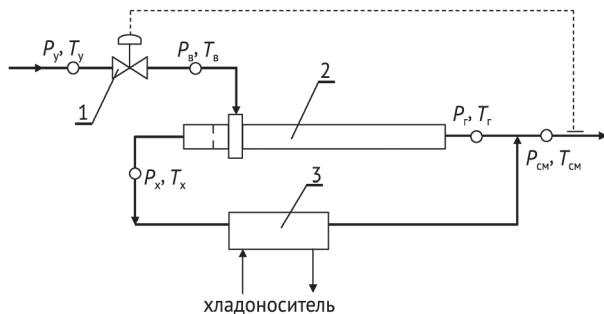 Pу, Tу
Pв, Tв
1
2
Pг, Tг
Pсм, Tсм
Pх, Tх
3
хладоноситель